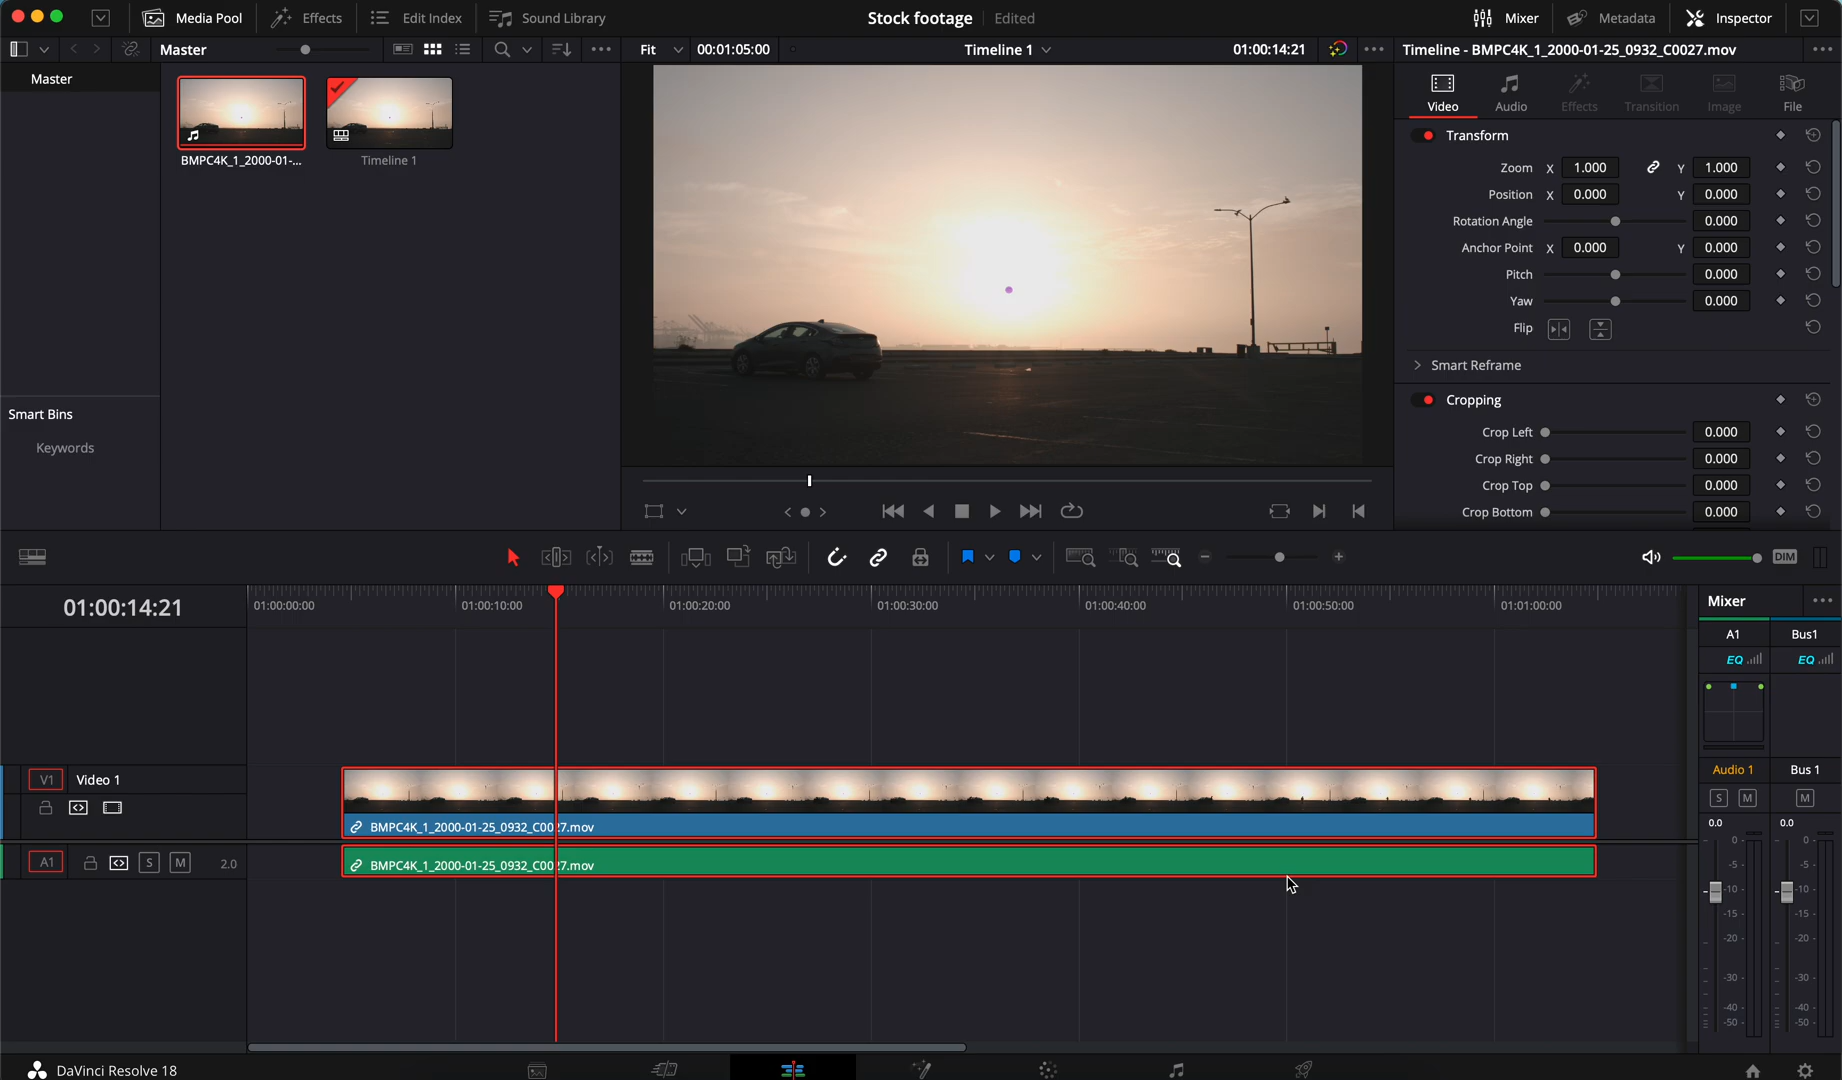 Media Pool Effects Edit Index Sound Library Stock footage Edited Mixer Metadata Inspector
Master Fit 00:01:05:00 Timeline 1 01:00:14:21 Timeline - BMPC4K_1_2000-01-25_0932_C0027.mov
Master
Video Audio Effects Transition Image File
BMPC4K_1_2000-01-... Timeline 1
Transform
Zoom X 1.000 Y 1.000
Position X 0.000 Y 0.000
Rotation Angle 0.000
Anchor Point X 0.000 Y 0.000
Pitch 0.000
Yaw 0.000
Flip
Smart Reframe
Cropping
Crop Left 0.000
Crop Right 0.000
Crop Top 0.000
Crop Bottom 0.000
Smart Bins
Keywords
DIM
01:00:14:21
01:00:00:00 01:00:10:00 01:00:20:00 01:00:30:00 01:00:40:00 01:00:50:00 01:01:00:00
V1 Video 1
BMPC4K_1_2000-01-25_0932_C0027.mov
A1 S M 2.0
BMPC4K_1_2000-01-25_0932_C0027.mov
Mixer
A1 Bus1
EQ EQ
Audio 1 Bus 1
S M M
0.0 0.0
0- 0-
-5- -5-
-10- -10-
-15- -15-
-20- -20-
-30- -30-
-40- -40-
-50- -50-
DaVinci Resolve 18